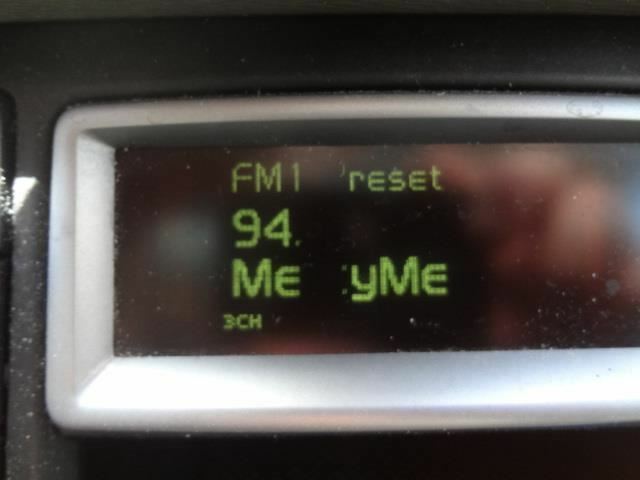 FM1 reset
94.
Me yMe
3CH